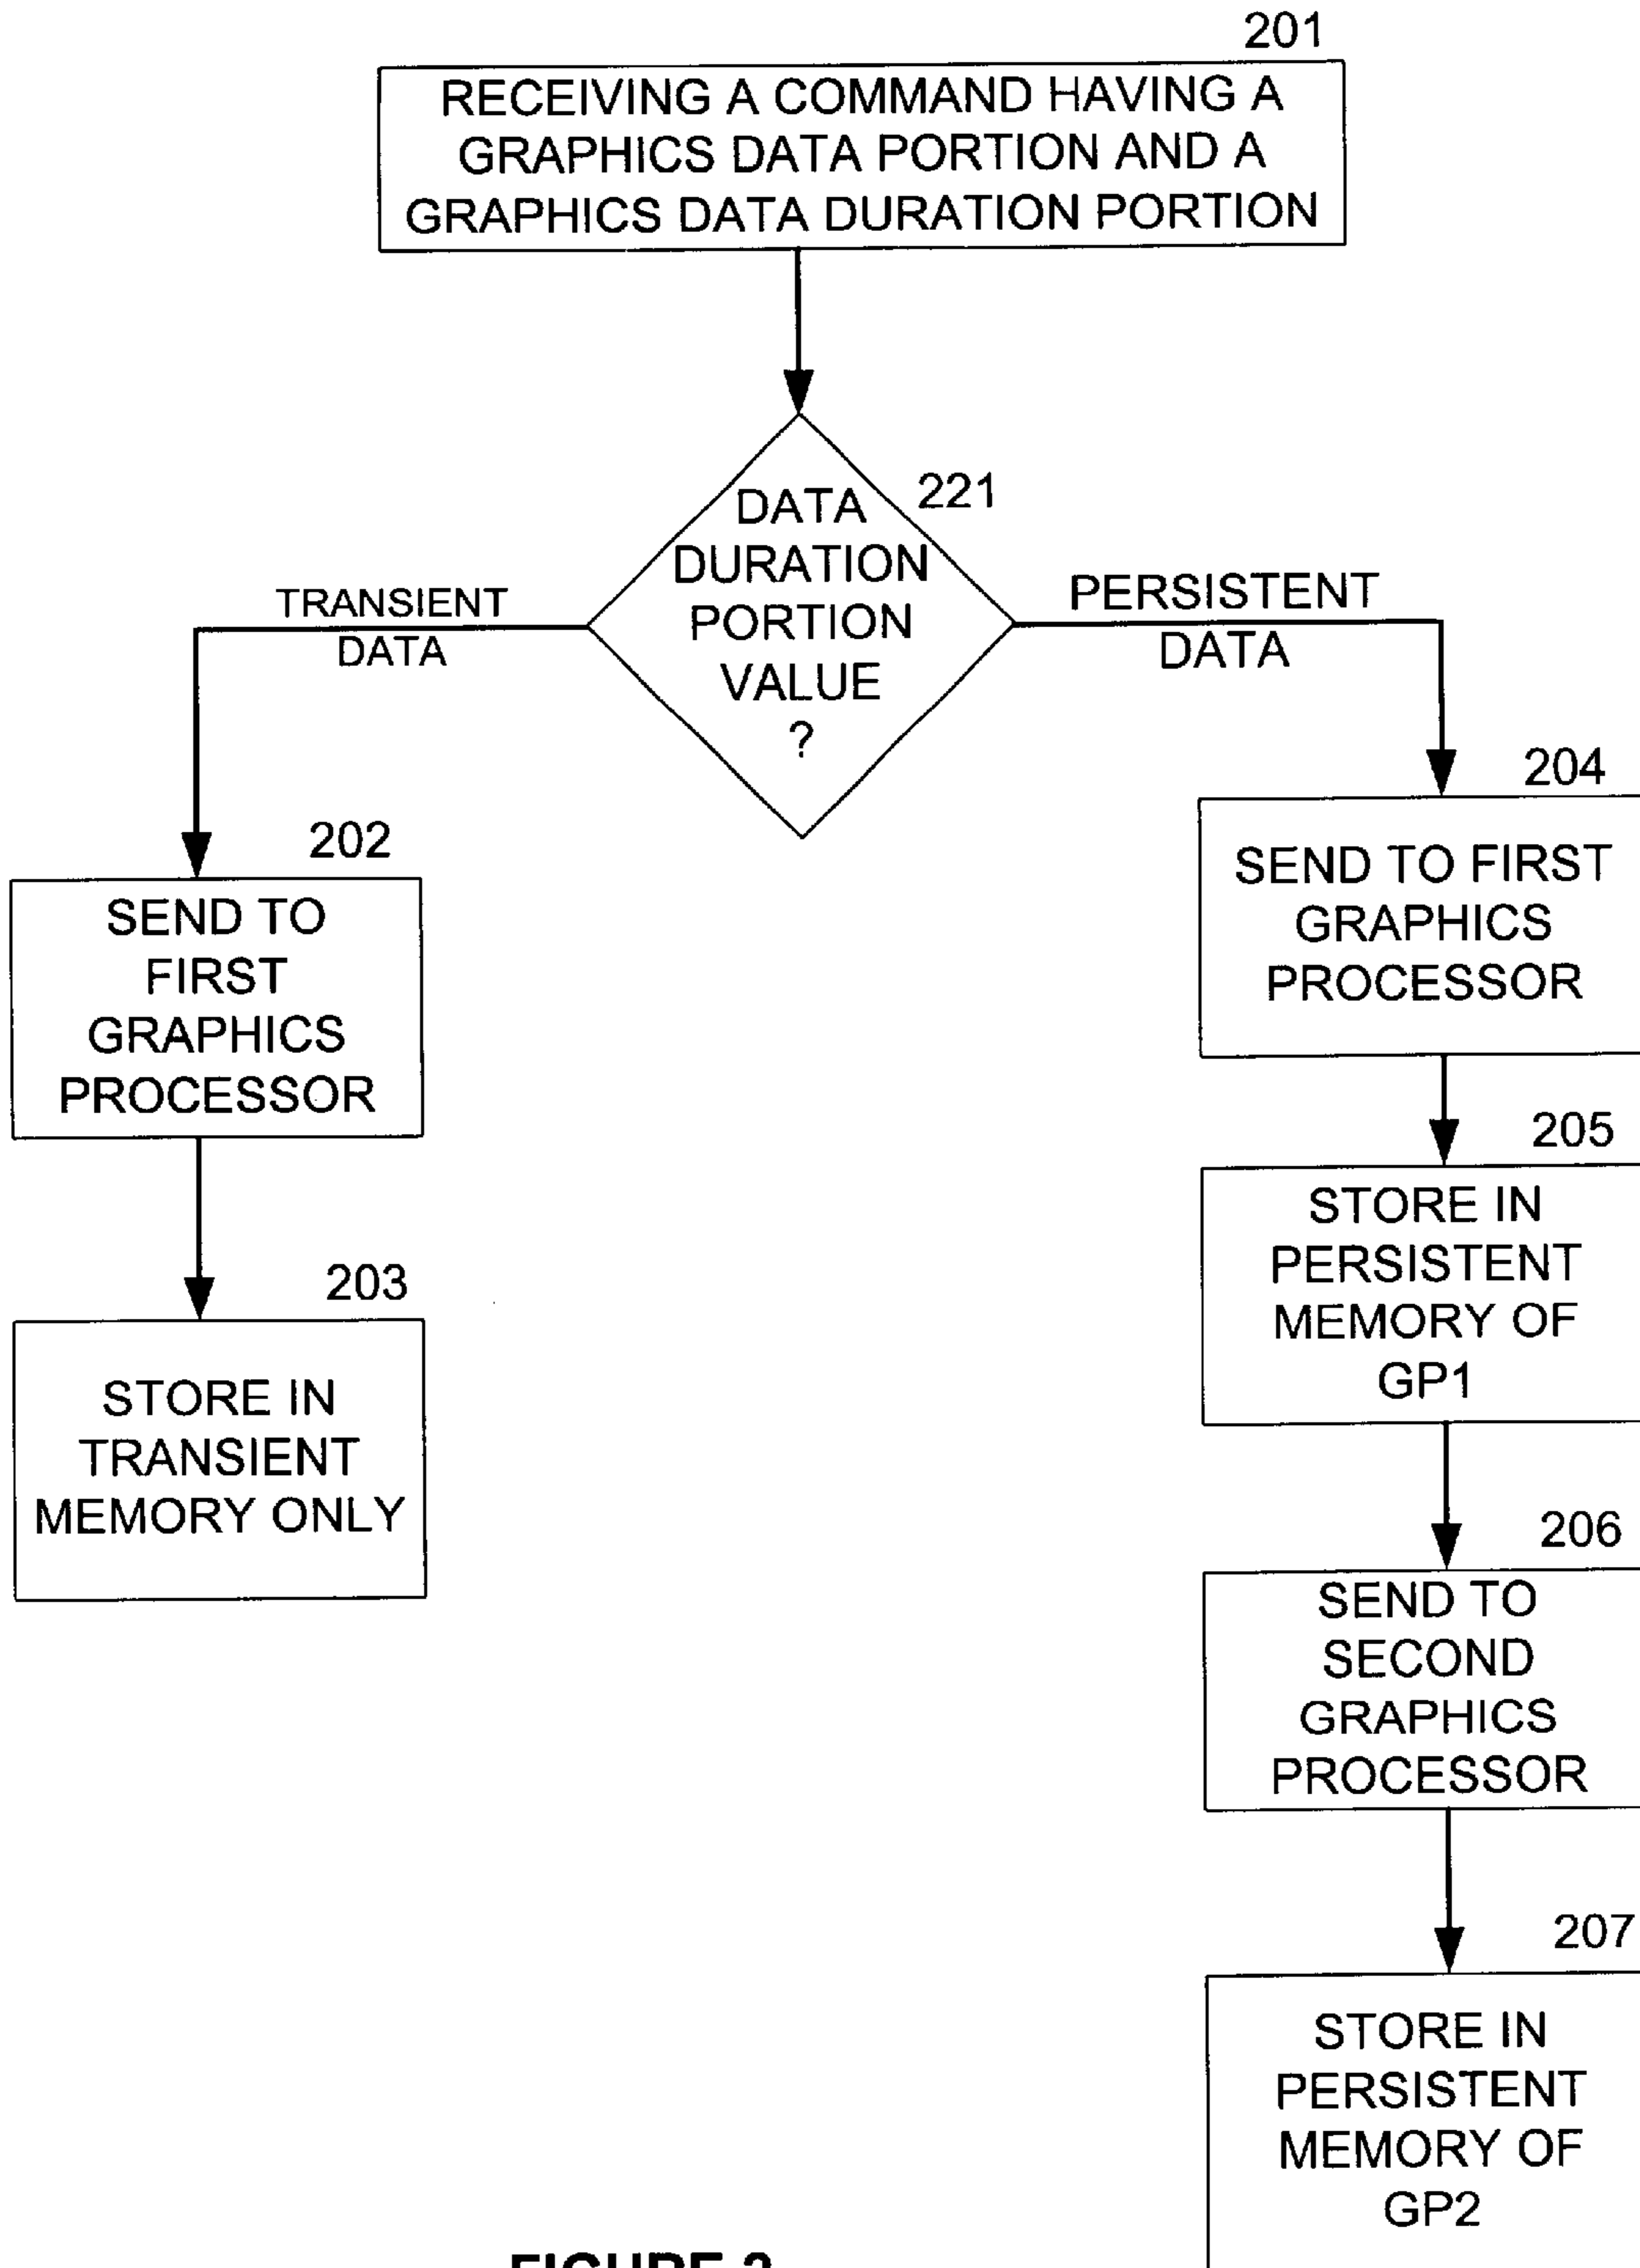 201
RECEIVING A COMMAND HAVING A
GRAPHICS DATA PORTION AND A
GRAPHICS DATA DURATION PORTION
221
DATA
DURATION
PORTION
VALUE
?
TRANSIENT
DATA
PERSISTENT
DATA
202
SEND TO
FIRST
GRAPHICS
PROCESSOR
203
STORE IN
TRANSIENT
MEMORY ONLY
204
SEND TO FIRST
GRAPHICS
PROCESSOR
205
STORE IN
PERSISTENT
MEMORY OF
GP1
206
SEND TO
SECOND
GRAPHICS
PROCESSOR
207
STORE IN
PERSISTENT
MEMORY OF
GP2
FIGURE